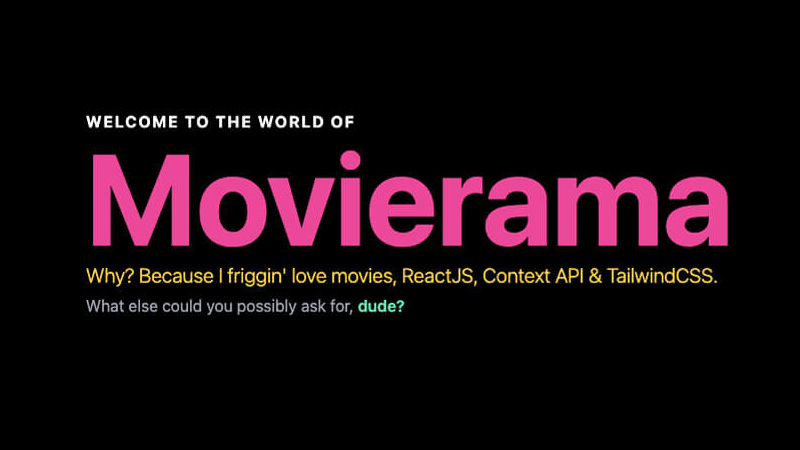 WELCOME TO THE WORLD OF
Movierama
Why? Because I friggin' love movies, ReactJS, Context API & TailwindCSS.
What else could you possibly ask for, dude?